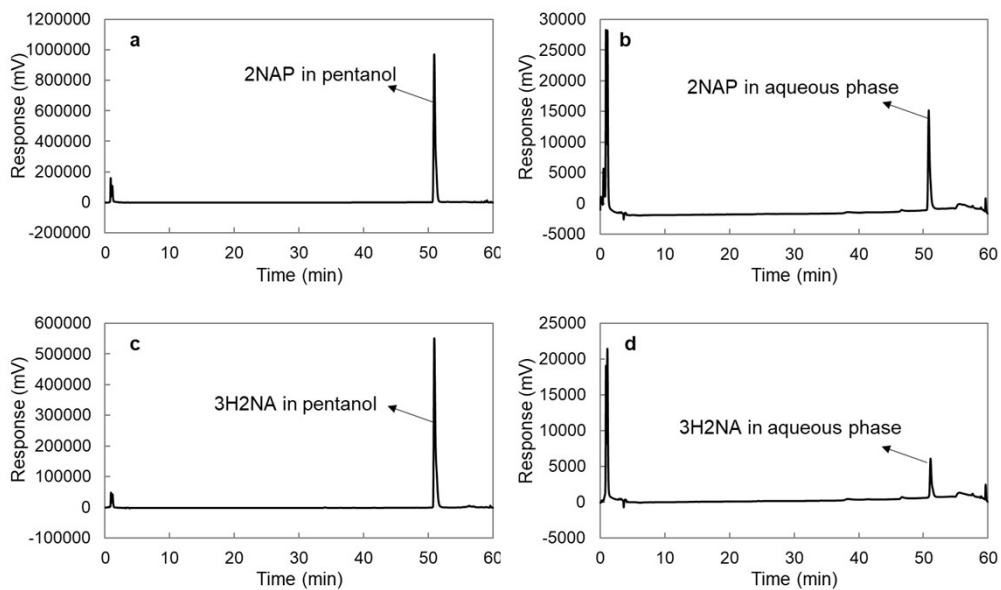 a
1200000
1000000
800000
600000
400000
200000
0
-200000
Response (mV)
2NAP in pentanol
0 10 20 30 40 50 60
Time (min)
b
30000
25000
20000
15000
10000
5000
0
-5000
Response (mV)
2NAP in aqueous phase
0 10 20 30 40 50 60
Time (min)
c
600000
500000
400000
300000
200000
100000
0
-100000
Response (mV)
3H2NA in pentanol
0 10 20 30 40 50 60
Time (min)
d
25000
20000
15000
10000
5000
0
-5000
Response (mV)
3H2NA in aqueous phase
0 10 20 30 40 50 60
Time (min)